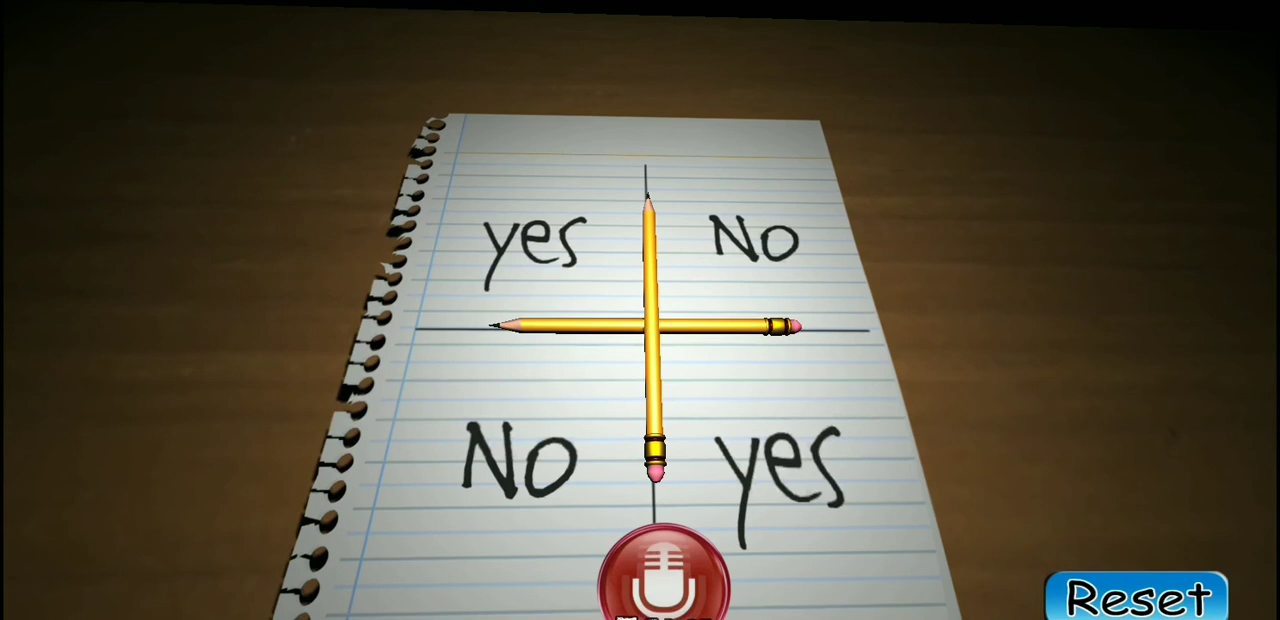 yes No
No yes
Reset